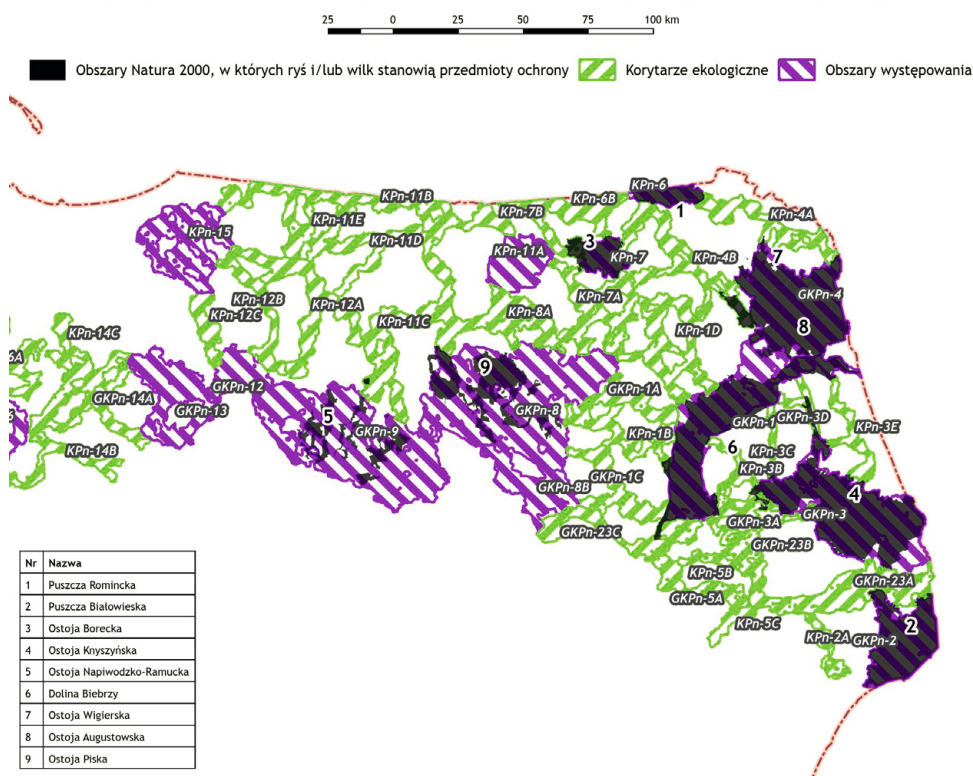 25 0 25 50 75 100 km
Obszary Natura 2000, w których ryś i/lub wilk stanowią przedmioty ochrony Korytarze ekologiczne Obszary występowania
KPn-6
KPn-11B
KPn-6B
KPn-7B
1
KPn-4A
KPn-11E
KPn-15
KPn-11D
3
KPn-11A
KPn-7
KPn-4B
7
GKPn-4
KPn-7A
KPn-12B
KPn-12A
KPn-12C
KPn-8A
KPn-11C
8
KPn-1D
KPn-14C
6A
9
GKPn-12
GKPn-1A
GKPn-14A
GKPn-13
GKPn-8
5
GKPn-1
KPn-3D
3
GKPn-9
KPn-3E
KPn-1B
6
KPn-3C
KPn-14B
KPn-3B
GKPn-1C
GKPn-8B
4
GKPn-3
GKPn-3A
GKPn-23C
GKPn-23B
KPn-5B
GKPn-23A
GKPn-5A
KPn-5C
2
KPn-2A
GKPn-2
Nr Nazwa
1 Puszcza Romincka
2 Puszcza Białowieska
3 Ostoja Borecka
4 Ostoja Knyszyńska
5 Ostoja Napiwodzko-Ramucka
6 Dolina Biebrzy
7 Ostoja Wigierska
8 Ostoja Augustowska
9 Ostoja Piska